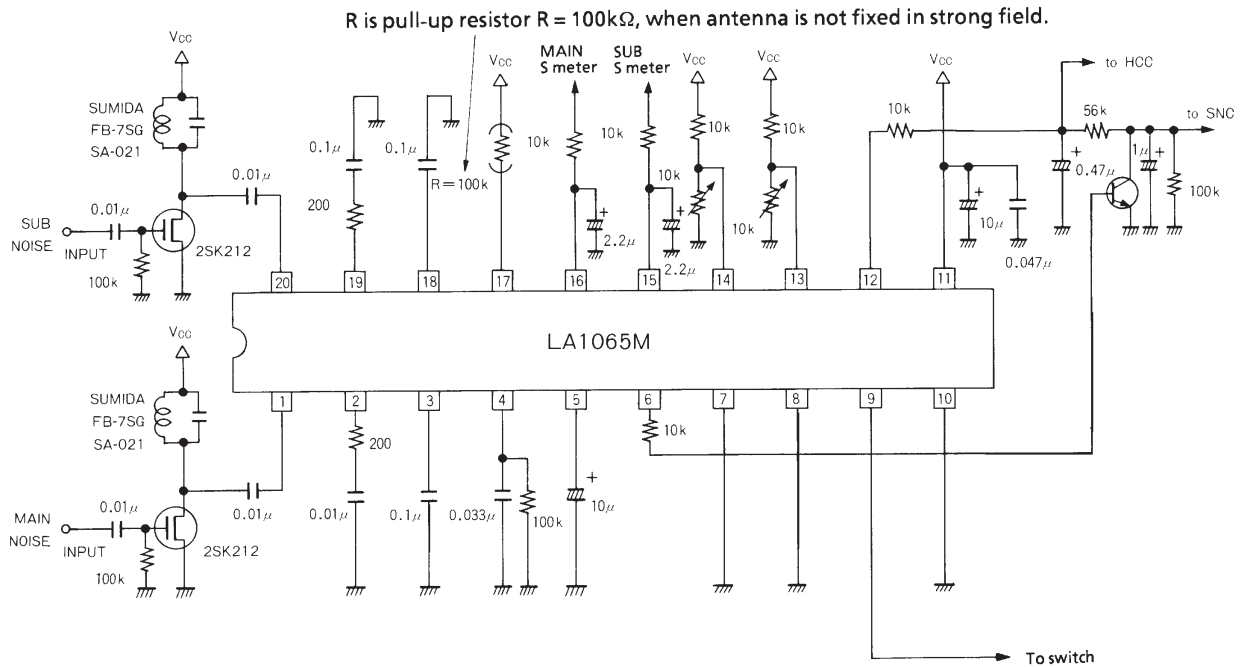 R is pull-up resistor R = 100kΩ, when antenna is not fixed in strong field.
VCC
SUMIDA
FB-7SG
SA-021
0.01μ
0.01μ
SUB
NOISE
INPUT
2SK212
100k
0.1μ
200
0.1μ
R=100k
VCC
MAIN
S meter
10k
2.2μ
SUB
S meter
10k
2.2μ
VCC
10k
10k
VCC
10k
10k
VCC
10μ
0.047μ
10k
to HCC
56k
to SNC
0.47μ
1μ
100k
20
19
18
17
16
15
14
13
12
11
LA1065M
1
2
3
4
5
6
7
8
9
10
VCC
SUMIDA
FB-7SG
SA-021
0.01μ
0.01μ
MAIN
NOISE
INPUT
2SK212
100k
200
0.01μ
0.1μ
0.033μ
100k
10μ
10k
To switch